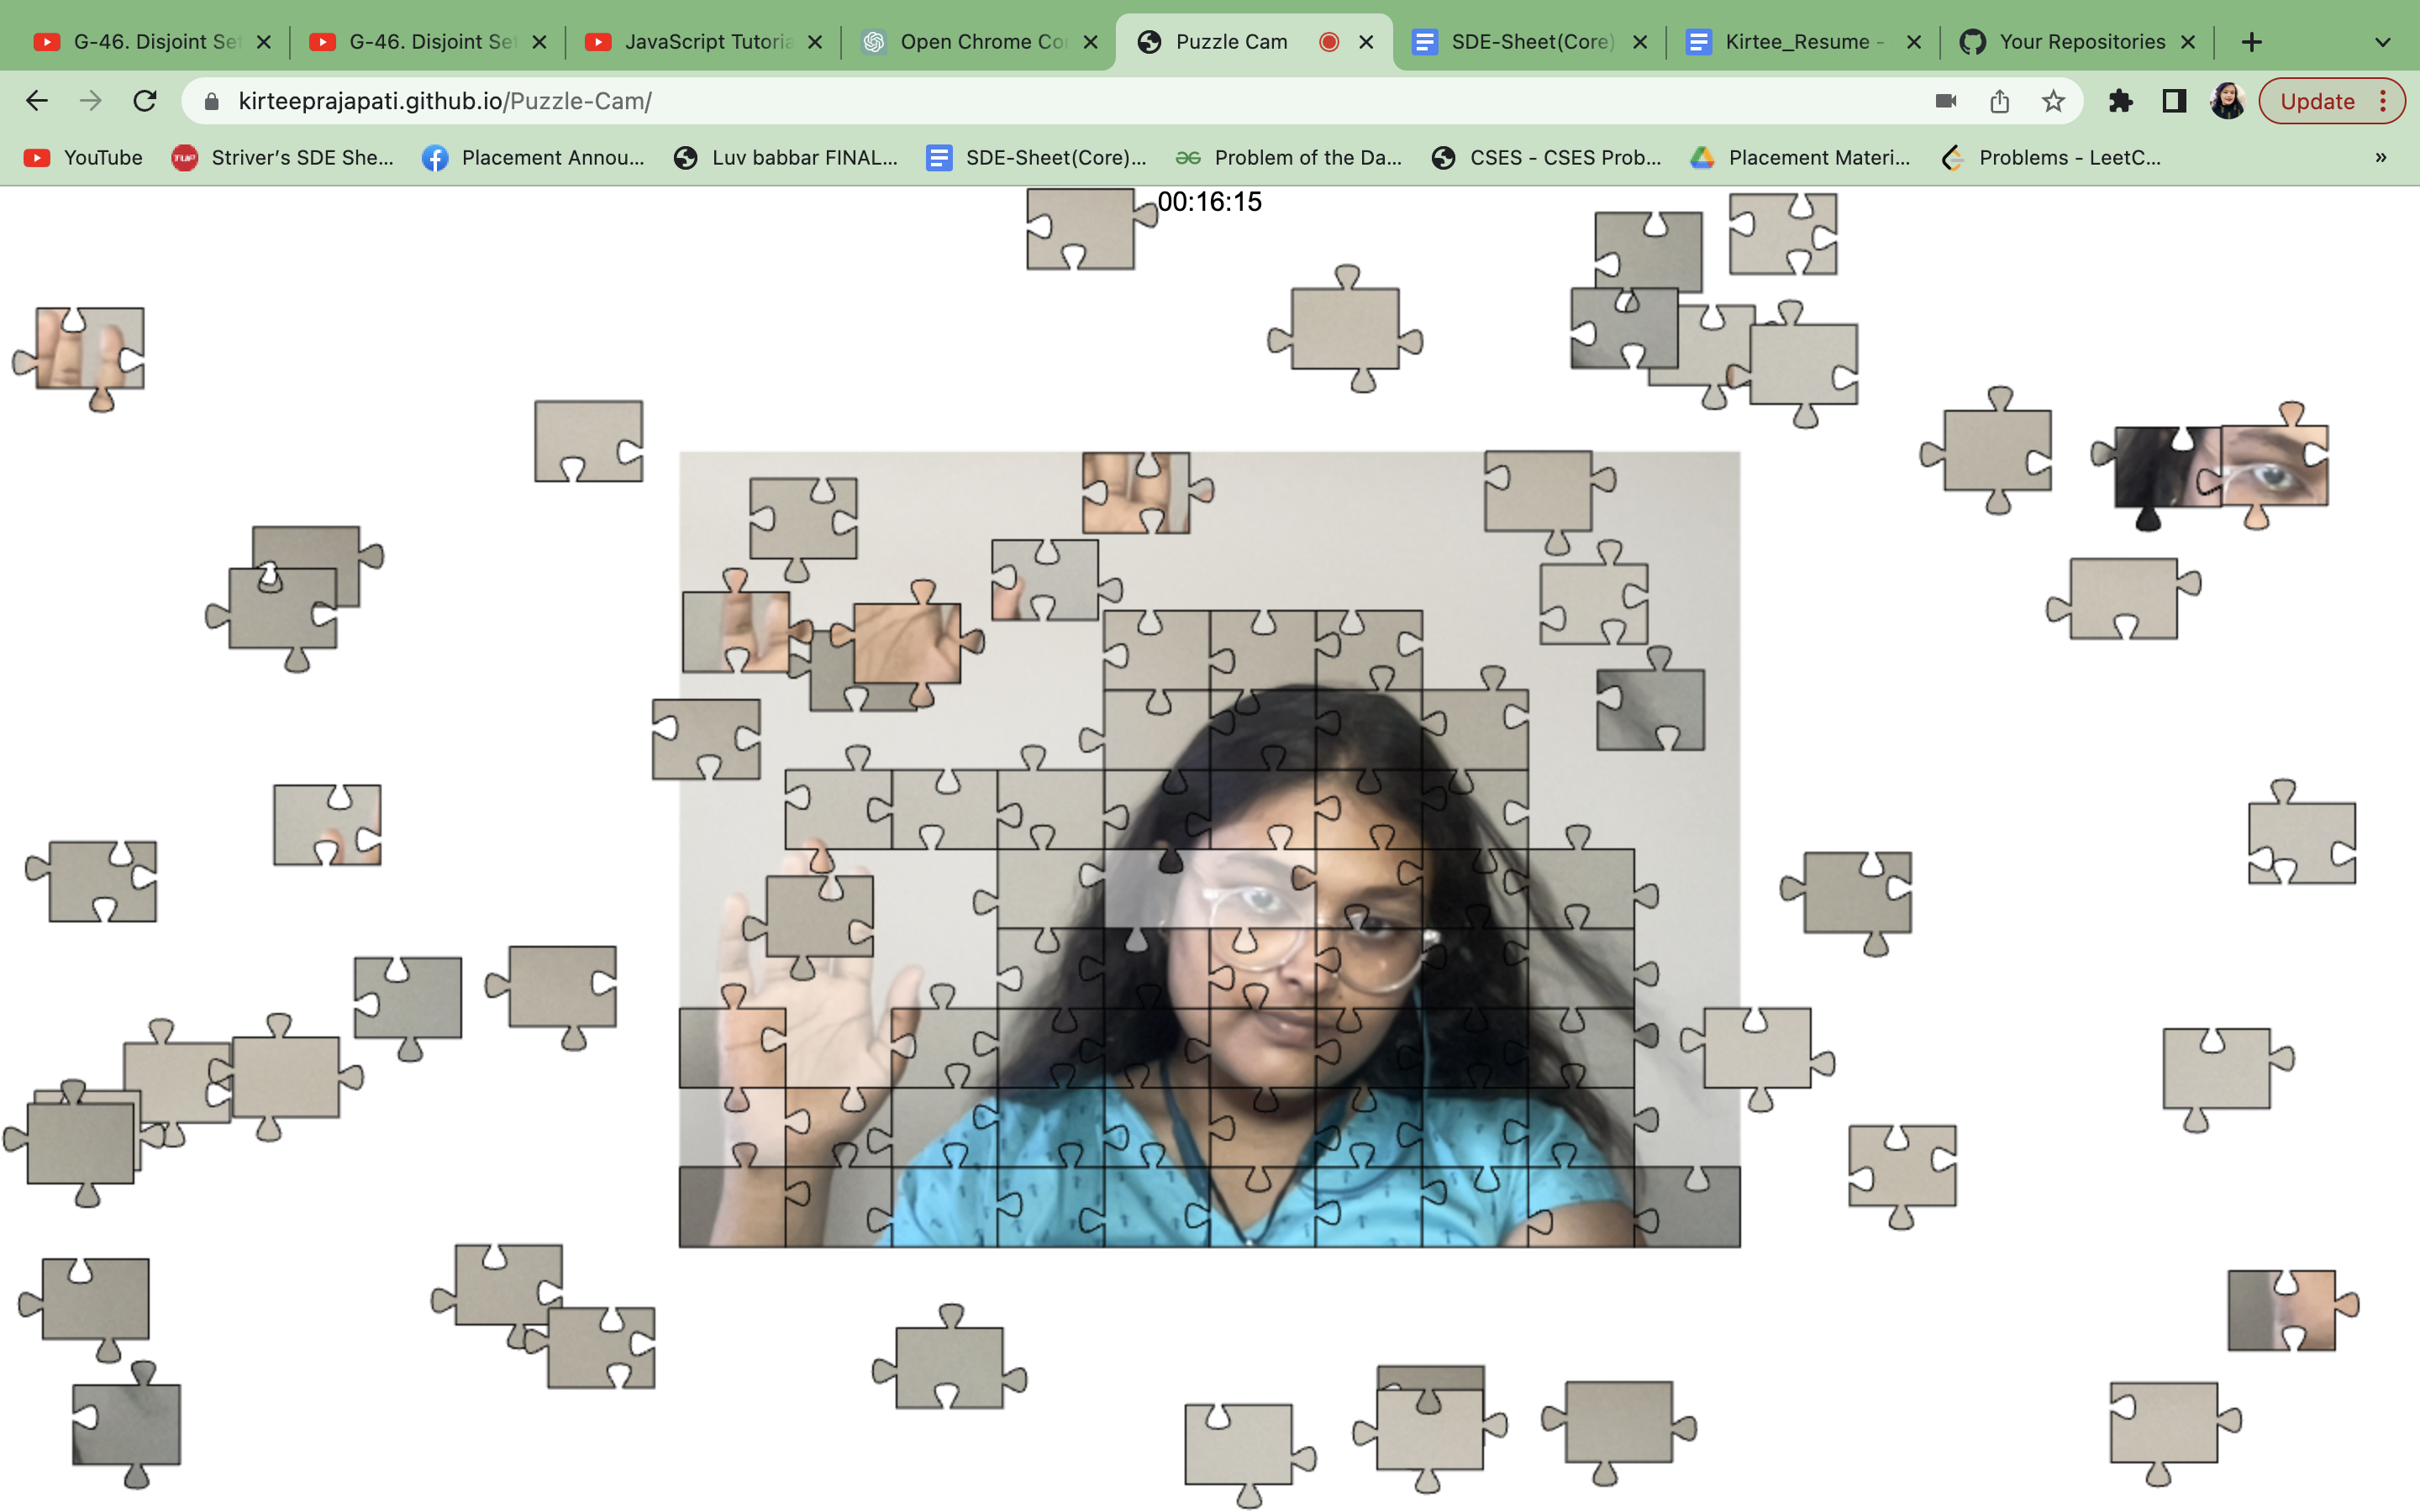 G-46. Disjoint Se
G-46. Disjoint Se
JavaScript Tutoria
Open Chrome Co
Puzzle Cam
SDE-Sheet(Core)
Kirtee_Resume -
Your Repositories
kirteeprajapati.github.io/Puzzle-Cam/
Update
YouTube
TUF
Striver's SDE She...
Placement Annou...
Luv babbar FINAL...
SDE-Sheet(Core)...
Problem of the Da...
CSES - CSES Prob...
Placement Materi...
Problems - LeetC...
»
00:16:15